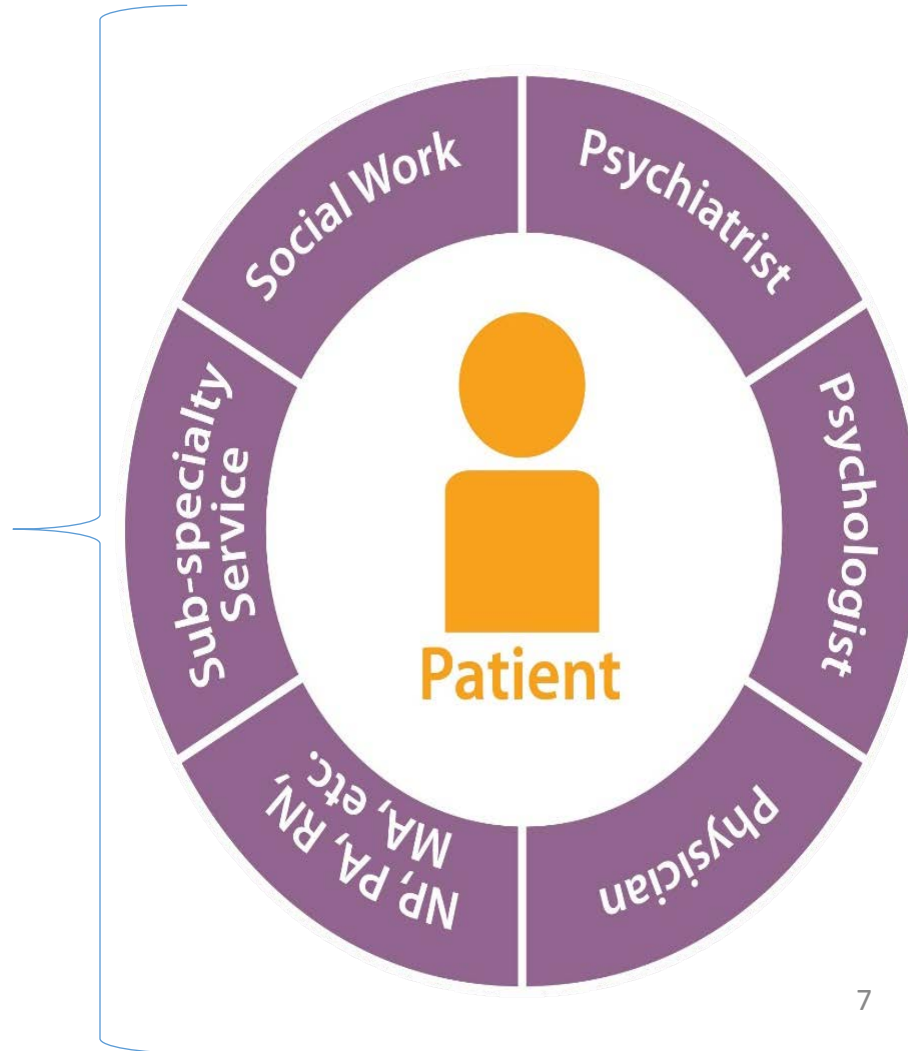 Social Work
Psychiatrist
Psychologist
Physician
NP, PA, RN,
MA, etc.
Sub-specialty
Service
Patient
7